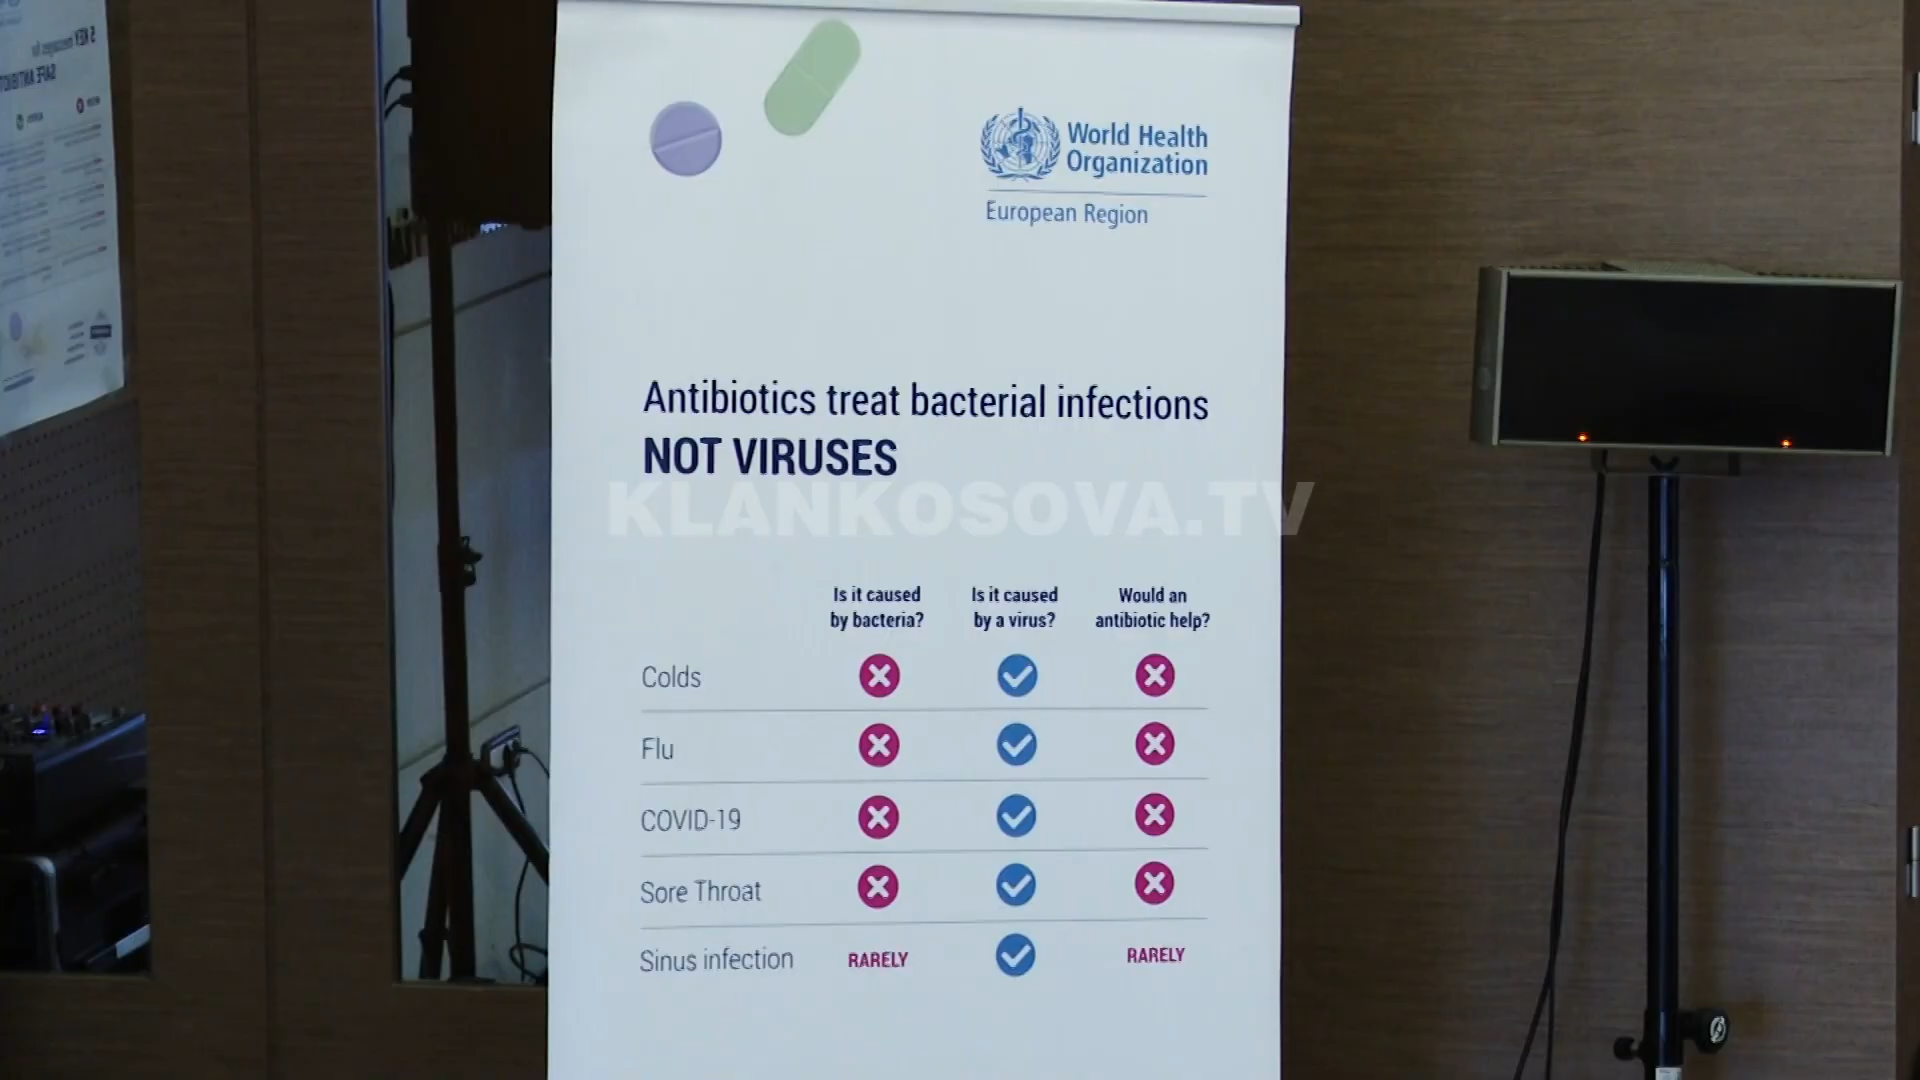 World Health
Organization
European Region
Antibiotics treat bacterial infections
NOT VIRUSES
KLANKOSOVA.TV
Is it caused by bacteria? Is it caused by a virus? Would an antibiotic help?
Colds
Flu
COVID-19
Sore Throat
Sinus infection RARELY RARELY